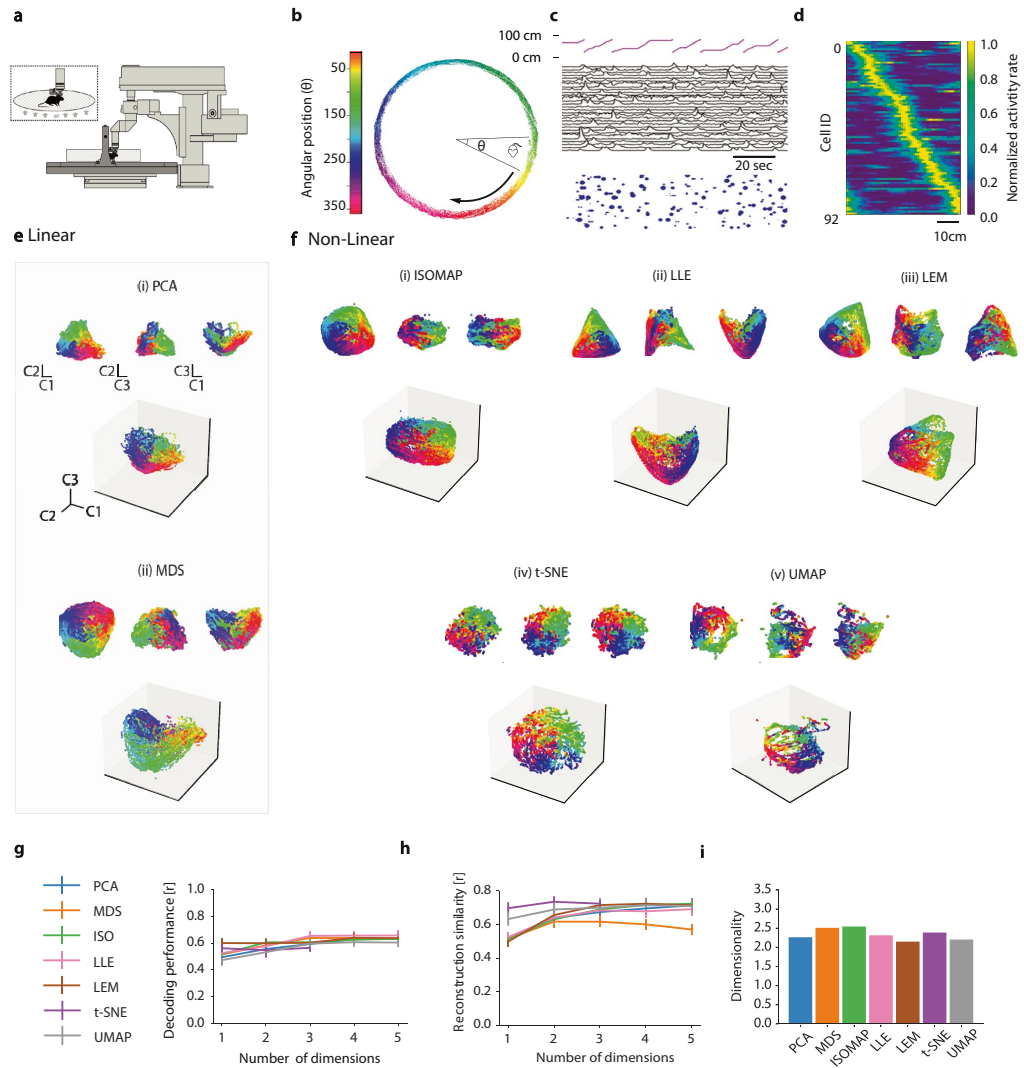 a
b
Angular position (θ)
50
150
250
350
θ
c
100 cm
0 cm
20 sec
d
Cell ID
0
92
10cm
1.0
0.8
0.6
0.4
0.2
0.0
Normalized activtiy rate
e Linear
(i) PCA
C2
C1
C2
C3
C3
C1
C3
C2
C1
(ii) MDS
f Non-Linear
(i) ISOMAP
(ii) LLE
(iii) LEM
(iv) t-SNE
(v) UMAP
g
PCA
MDS
ISO
LLE
LEM
t-SNE
UMAP
Decoding performance [r]
1.0
0.8
0.6
0.4
0.2
0.0
1 2 3 4 5
Number of dimensions
h
Reconstruction similarity [r]
0.8
0.6
0.4
0.2
0.0
1 2 3 4 5
Number of dimensions
i
Dimensionality
3.5
3.0
2.5
2.0
1.5
1.0
0.5
0.0
PCA
MDS
ISOMAP
LLE
LEM
t-SNE
UMAP